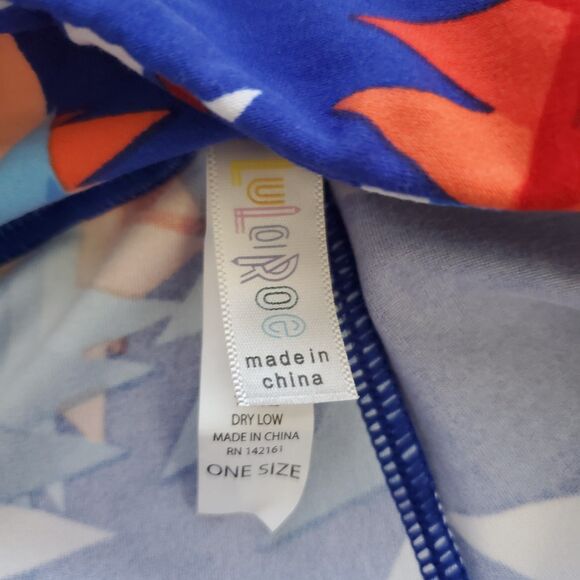 LuLaRoe
made in
china
DRY LOW
MADE IN CHINA
RN 142161
ONE SIZE